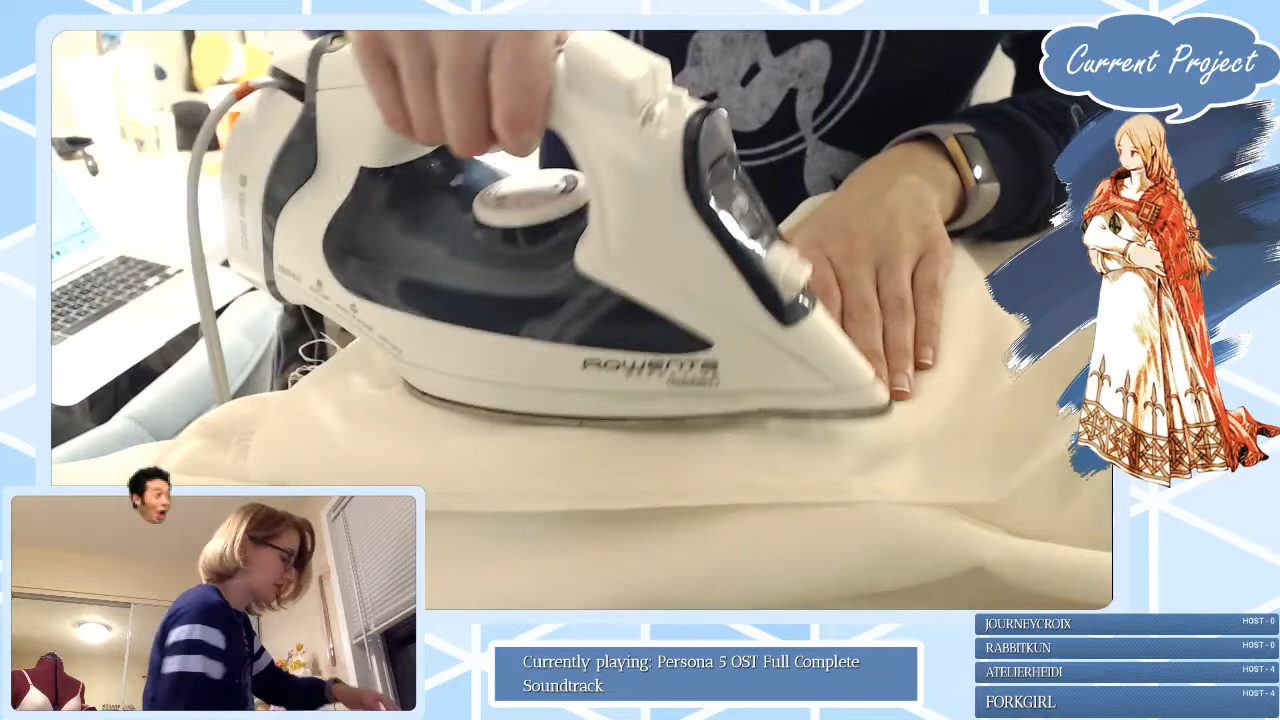 Current Project
ROWENTA
Currently playing: Persona 5 OST Full Complete
Soundtrack
JOURNEYCROIX HOST - 0
RABBITKUN HOST - 0
ATELIERHEIDI HOST - 4
FORKGIRL HOST - 4